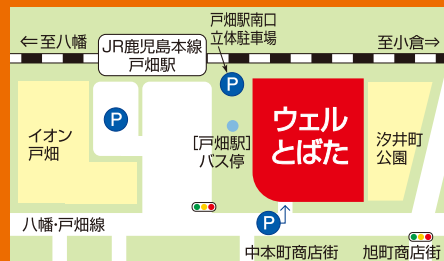 戸畑駅南口
立体駐車場
⇐至八幡
JR鹿児島本線
戸畑駅
至小倉⇒
P
P
イオン
戸畑
[戸畑駅]
バス停
ウェル
とばた
汐井町
公園
八幡・戸畑線
P
中本町商店街
旭町商店街